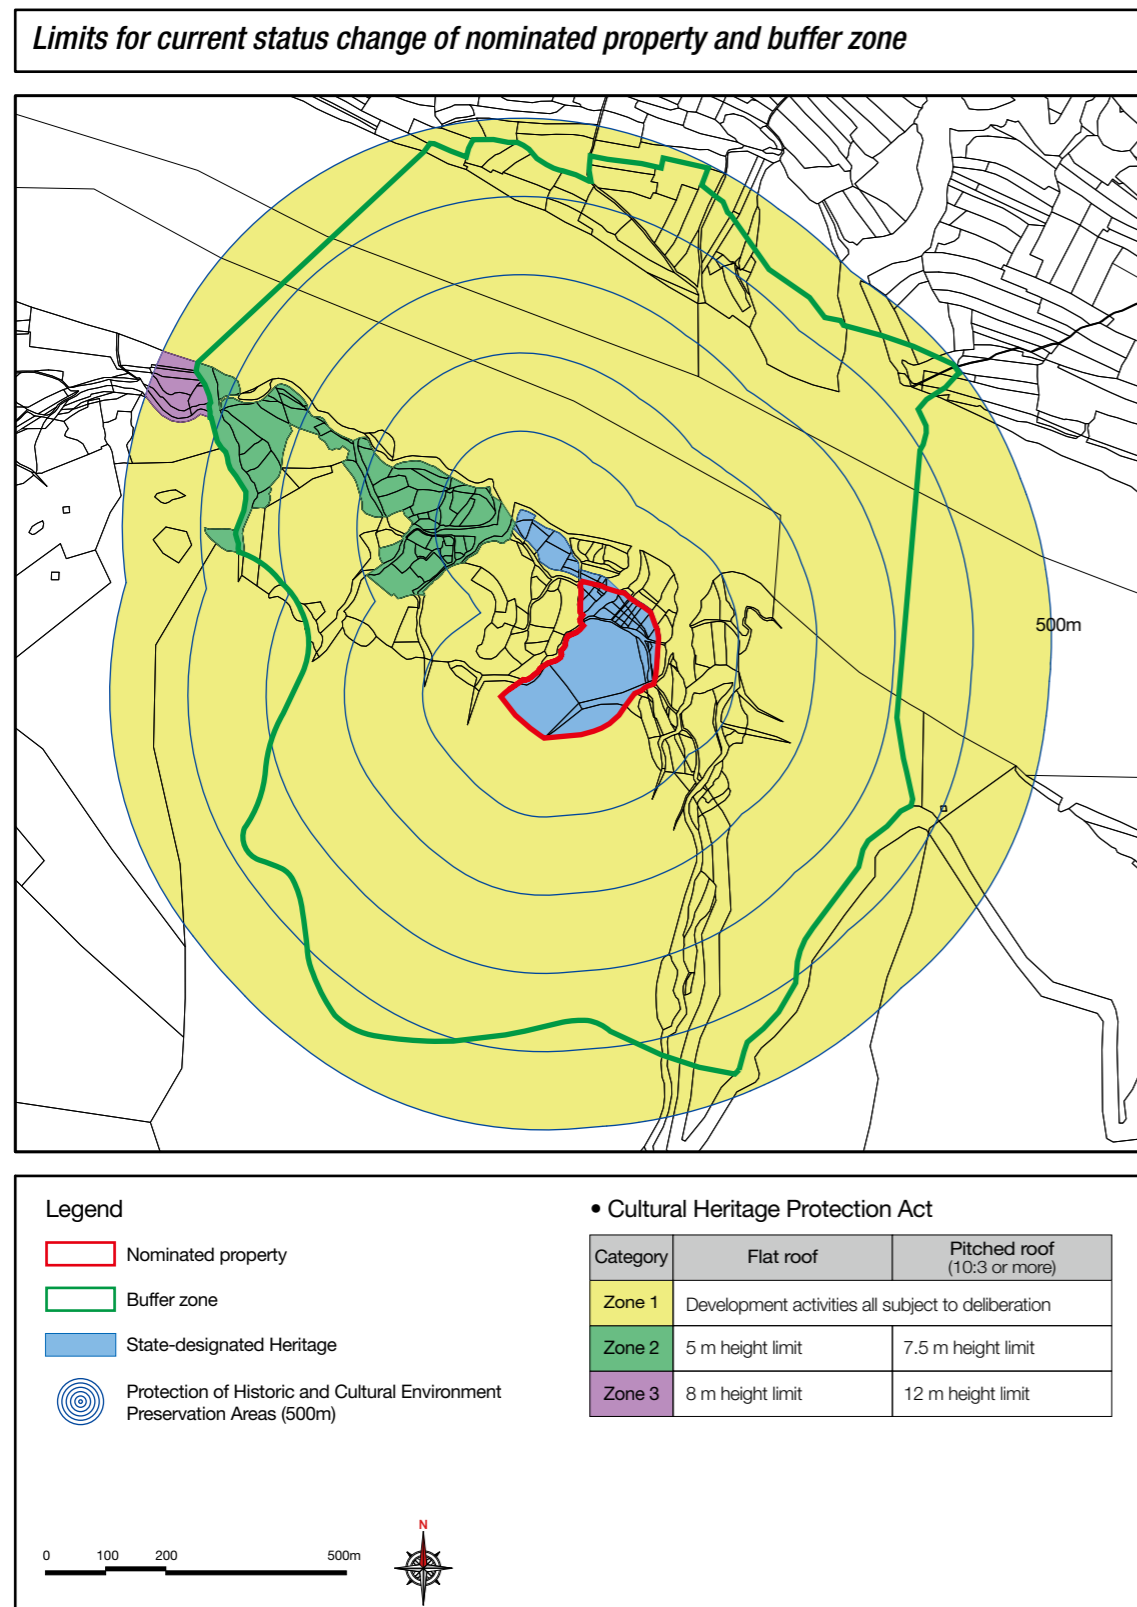 Limits for current status change of nominated property and buffer zone
500m
Legend
Nominated property
Buffer zone
State-designated Heritage
Protection of Historic and Cultural Environment
Preservation Areas (500m)
• Cultural Heritage Protection Act
Category Flat roof Pitched roof
(10:3 or more)
Zone 1 Development activities all subject to deliberation
Zone 2 5 m height limit 7.5 m height limit
Zone 3 8 m height limit 12 m height limit
0 100 200 500m
N